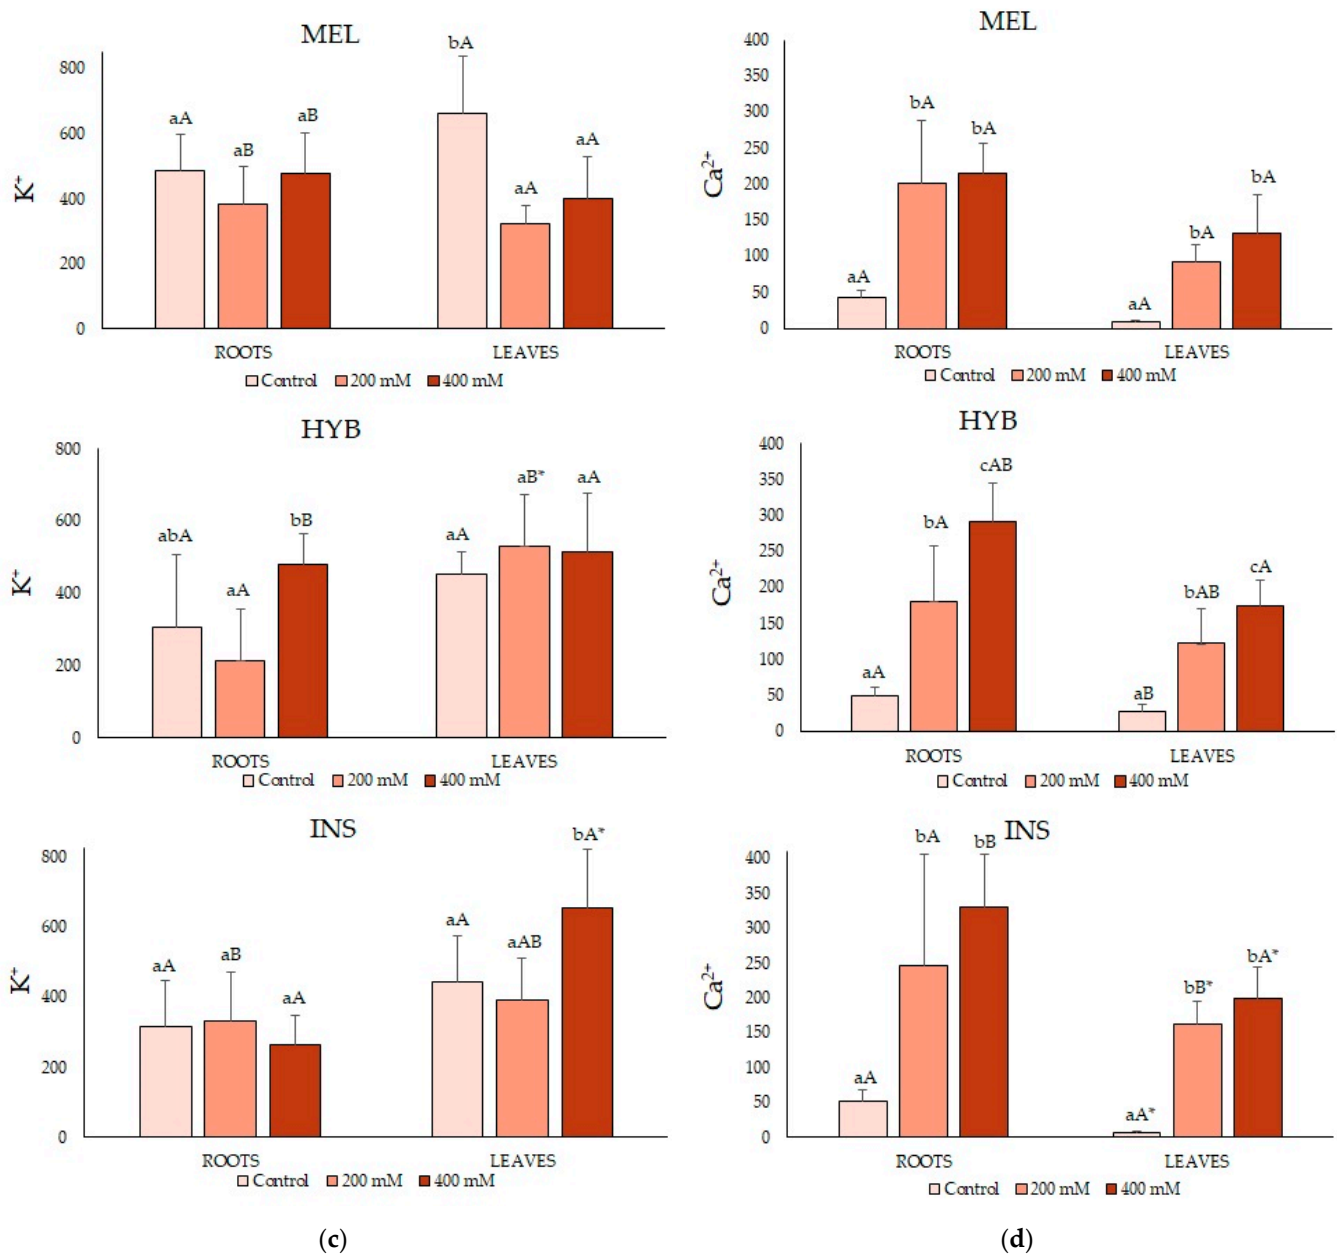 MEL
K+
800
600
400
200
0
aA
aB
aB
bA
aA
aA
ROOTS
LEAVES
Control 200 mM 400 mM
MEL
Ca2+
400
350
300
250
200
150
100
50
0
aA
bA
bA
aA
bA
bA
ROOTS
LEAVES
Control 200 mM 400 mM
HYB
K+
800
600
400
200
0
abA
aA
bB
aA
aB*
aA
ROOTS
LEAVES
Control 200 mM 400 mM
HYB
Ca2+
400
350
300
250
200
150
100
50
0
aA
bA
cAB
aB
bAB
cA
ROOTS
LEAVES
Control 200 mM 400 mM
INS
K+
800
600
400
200
0
aA
aB
aA
aA
aAB
bA*
ROOTS
LEAVES
Control 200 mM 400 mM
INS
Ca2+
400
350
300
250
200
150
100
50
0
aA
bA
bB
aA*
bB*
bA*
ROOTS
LEAVES
Control 200 mM 400 mM
(c)
(d)